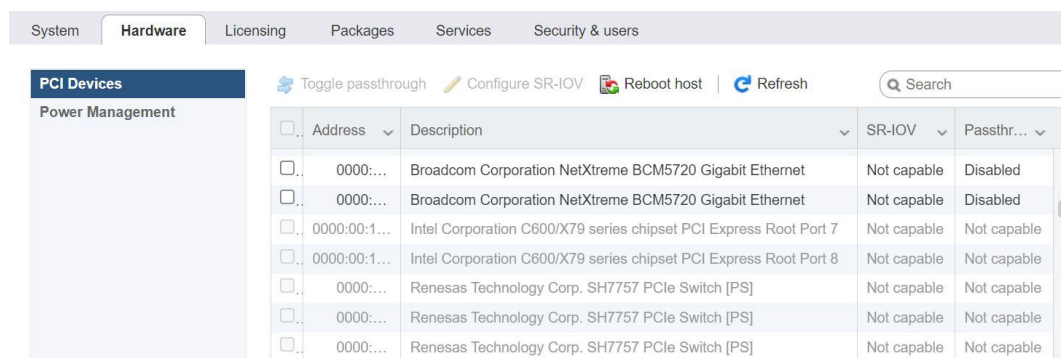 System Hardware Licensing Packages Services Security & users
PCI Devices
Power Management
Toggle passthrough Configure SR-IOV Reboot host Refresh Search
Address Description SR-IOV Passthr...
0000:... Broadcom Corporation NetXtreme BCM5720 Gigabit Ethernet Not capable Disabled
0000:... Broadcom Corporation NetXtreme BCM5720 Gigabit Ethernet Not capable Disabled
0000:00:1... Intel Corporation C600/X79 series chipset PCI Express Root Port 7 Not capable Not capable
0000:00:1... Intel Corporation C600/X79 series chipset PCI Express Root Port 8 Not capable Not capable
0000:... Renesas Technology Corp. SH7757 PCIe Switch [PS] Not capable Not capable
0000:... Renesas Technology Corp. SH7757 PCIe Switch [PS] Not capable Not capable
0000:... Renesas Technology Corp. SH7757 PCIe Switch [PS] Not capable Not capable